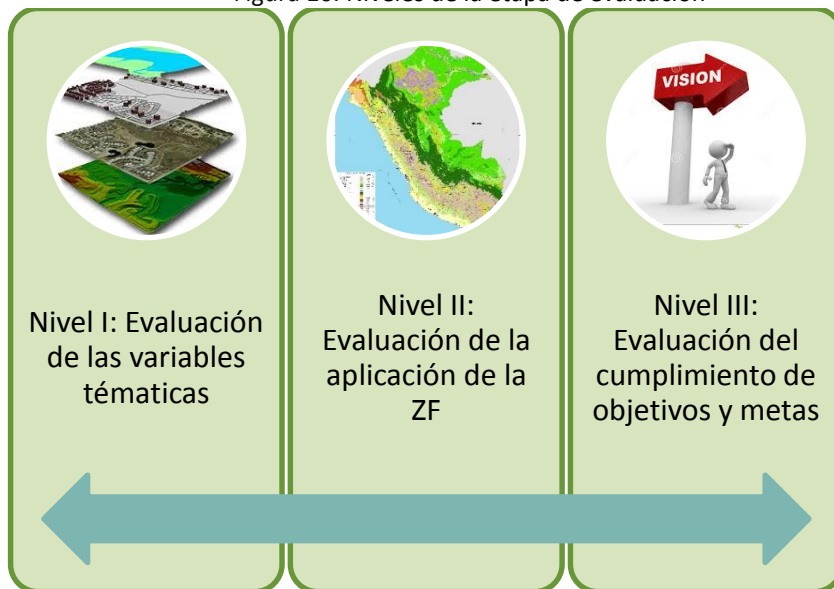 Nivel I: Evaluación
de las variables
tématicas
Nivel II:
Evaluación de la
aplicación de la
ZF
VISION
Nivel III:
Evaluación del
cumplimiento de
objetivos y metas